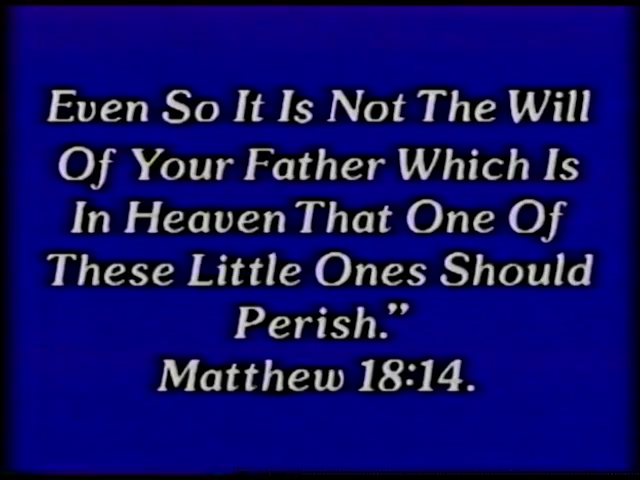 Even So It Is Not The Will
Of Your Father Which Is
In Heaven That One Of
These Little Ones Should
Perish.”
Matthew 18:14.